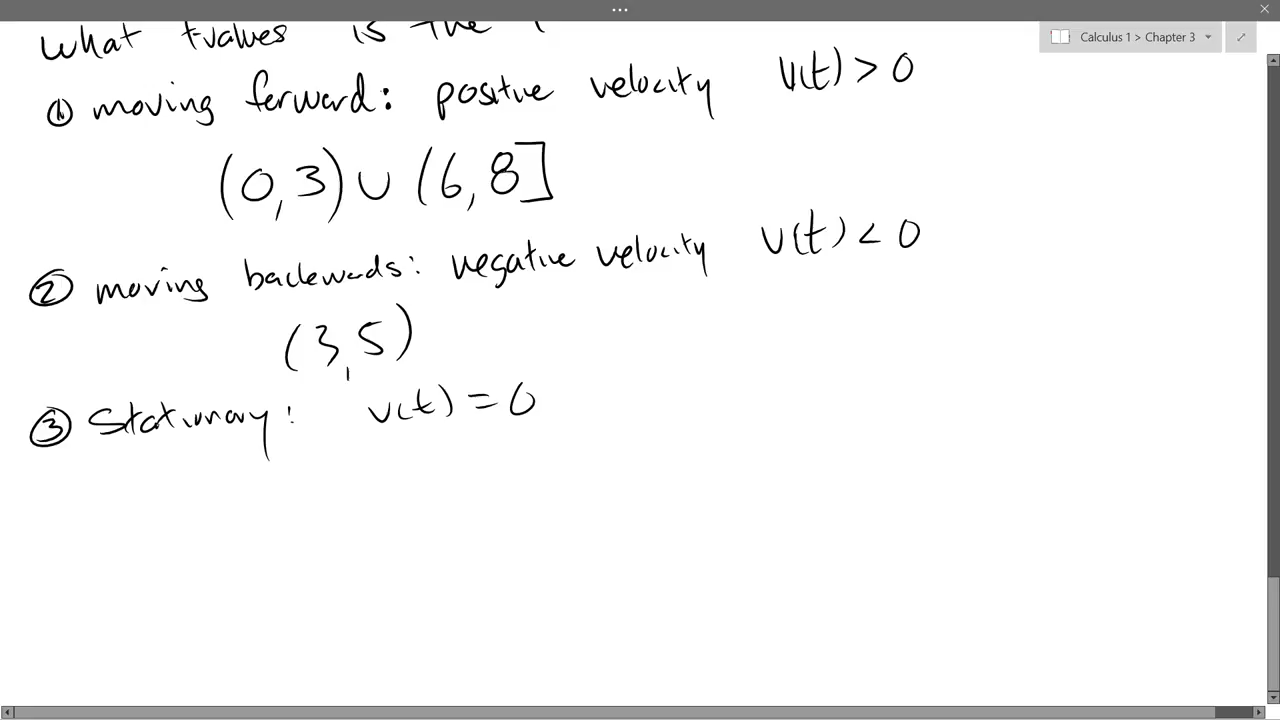 Calculus 1 > Chapter 3
What t-values is the
① moving forward: positive velocity v(t) > 0
(0,3) ∪ (6,8]
② moving backwards: negative velocity v(t) < 0
(3,5)
③ Stationary: v(t) = 0